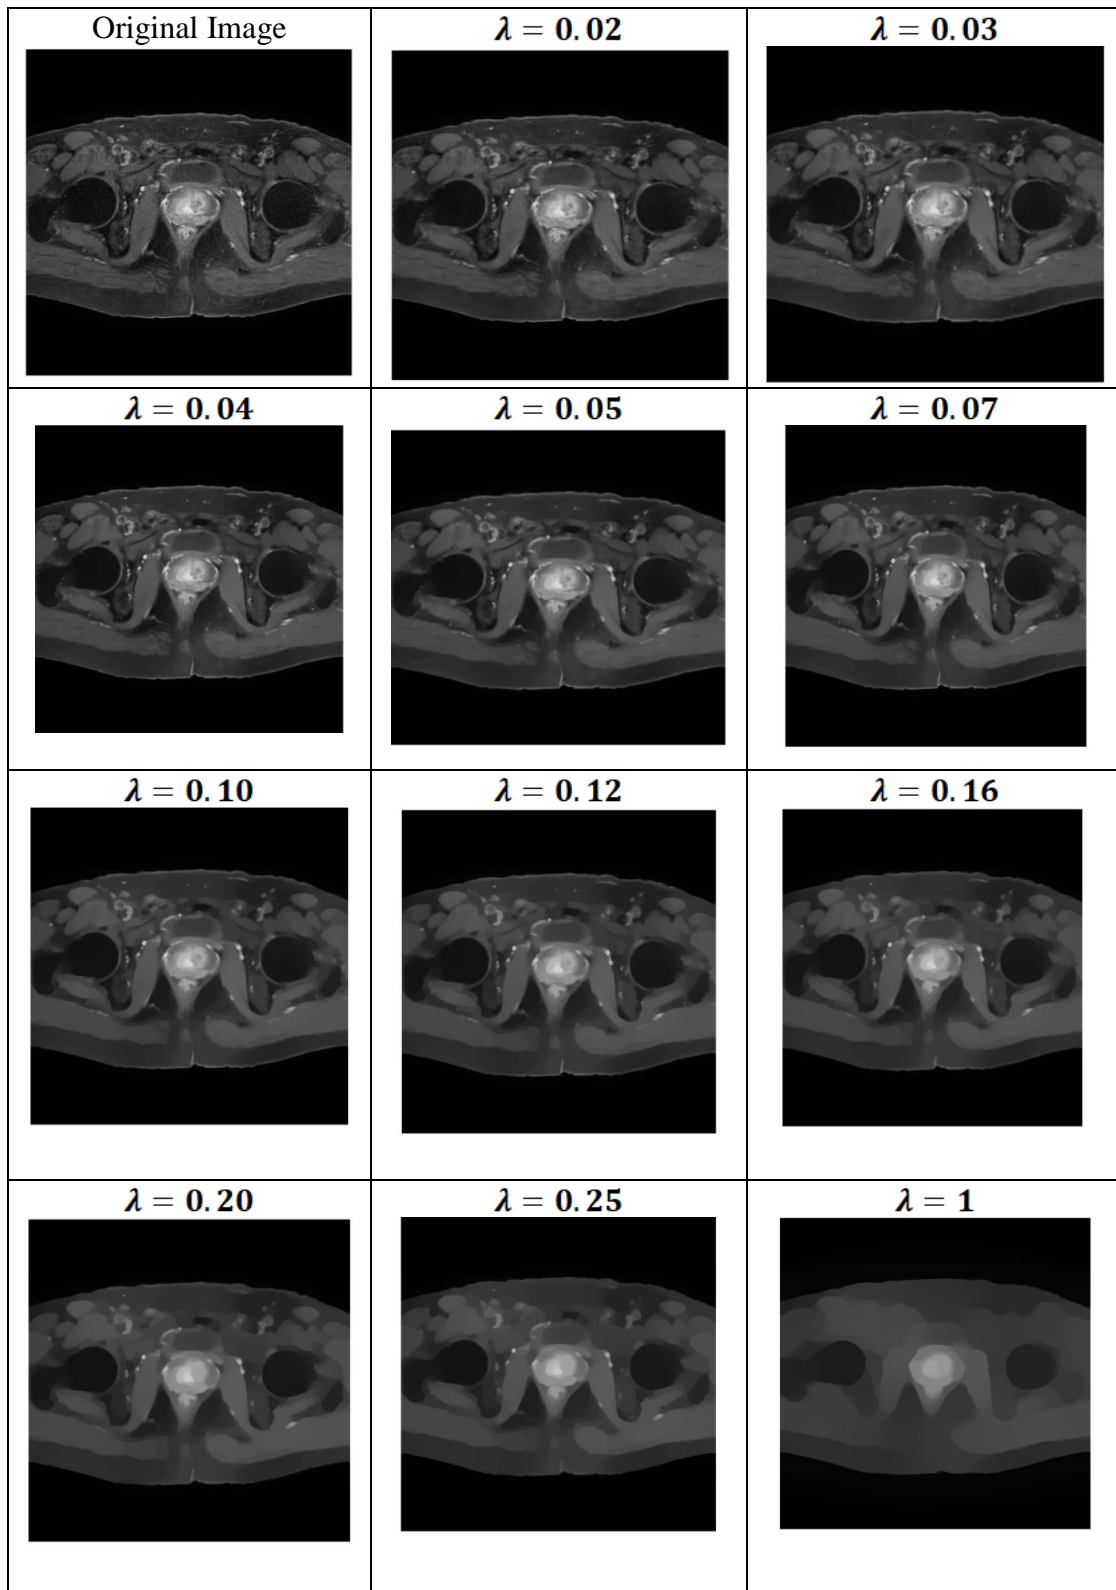 Original Image
λ = 0.02
λ = 0.03
λ = 0.04
λ = 0.05
λ = 0.07
λ = 0.10
λ = 0.12
λ = 0.16
λ = 0.20
λ = 0.25
λ = 1